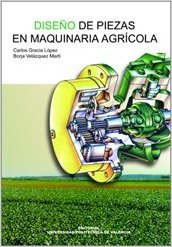 DISEÑO DE PIEZAS
EN MAQUINARIA AGRÍCOLA
Carlos Gracia López
Borja Velázquez Martí
EDITORIAL
UNIVERSIDAD POLITÉCNICA DE VALENCIA